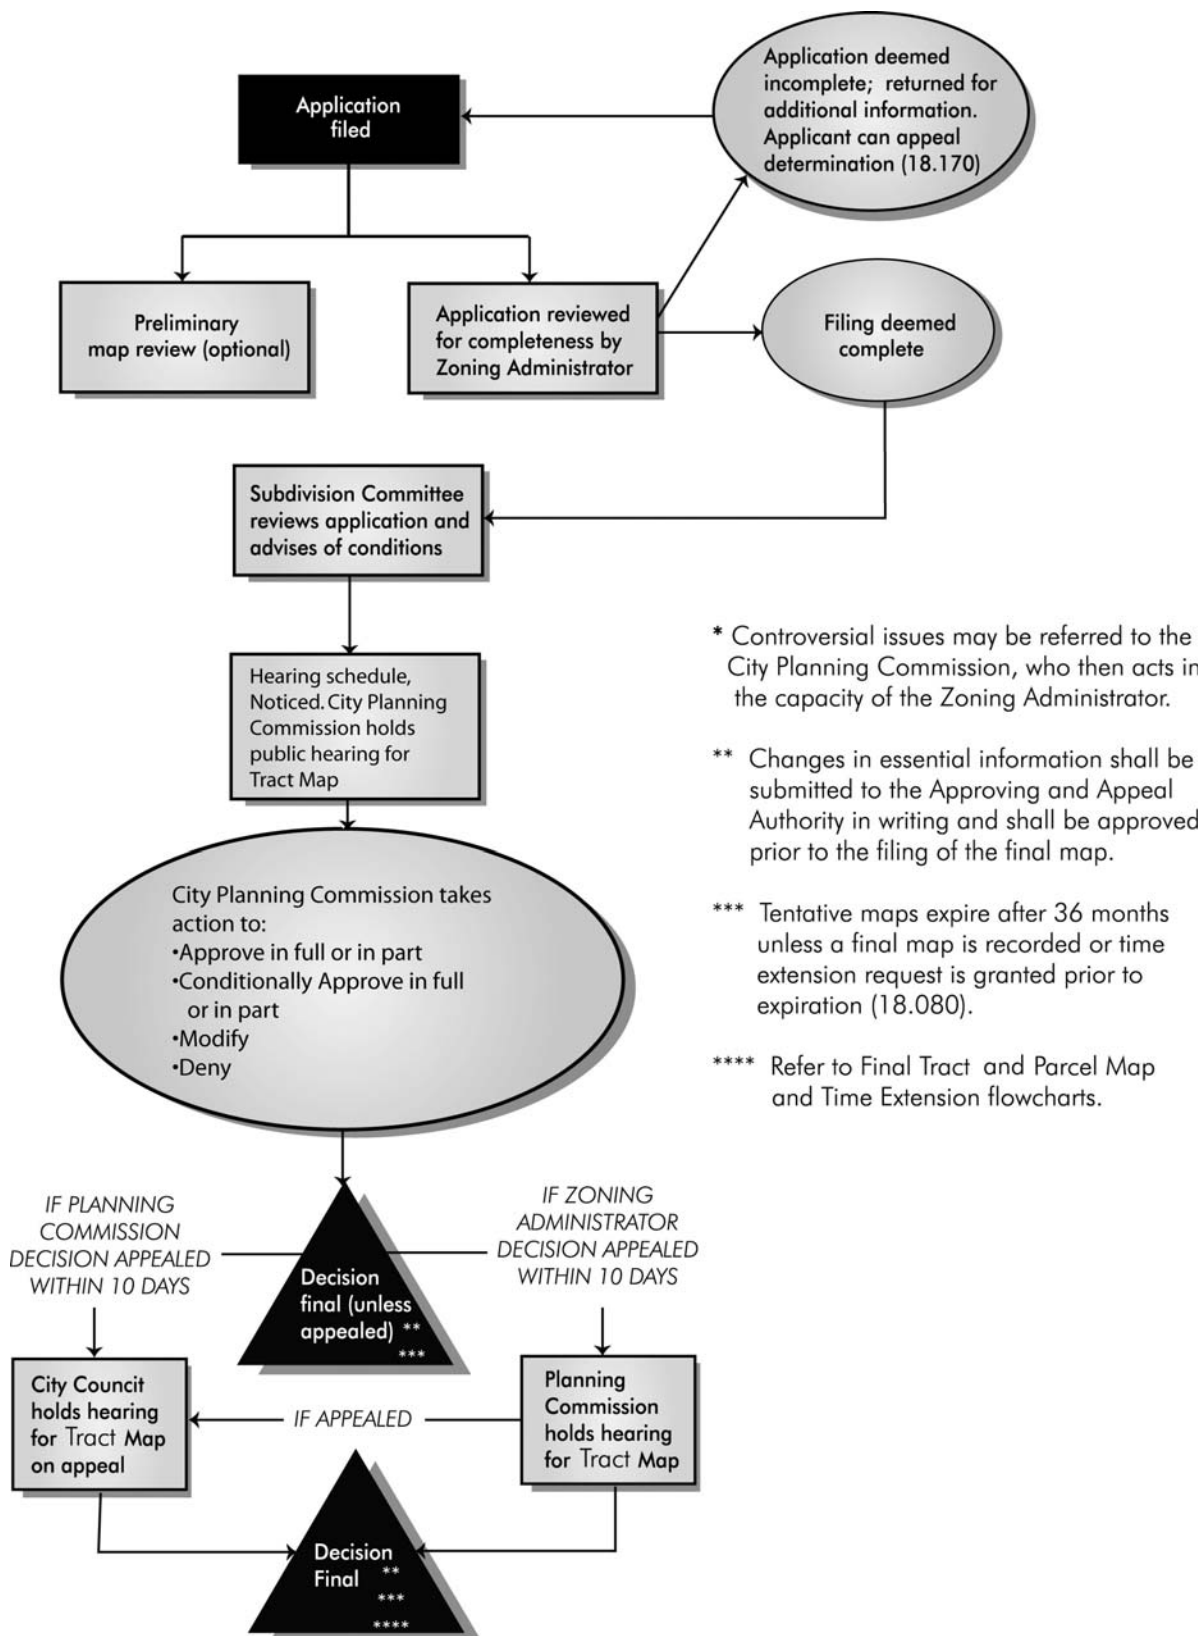 Application
filed
Application deemed
incomplete; returned for
additional information.
Applicant can appeal
determination (18.170)
Preliminary
map review (optional)
Application reviewed
for completeness by
Zoning Administrator
Filing deemed
complete
Subdivision Committee
reviews application and
advises of conditions
Hearing schedule,
Noticed. City Planning
Commission holds
public hearing for
Tract Map
* Controversial issues may be referred to the
City Planning Commission, who then acts in
the capacity of the Zoning Administrator.
** Changes in essential information shall be
submitted to the Approving and Appeal
Authority in writing and shall be approved
prior to the filing of the final map.
*** Tentative maps expire after 36 months
unless a final map is recorded or time
extension request is granted prior to
expiration (18.080).
**** Refer to Final Tract and Parcel Map
and Time Extension flowcharts.
City Planning Commission takes
action to:
•Approve in full or in part
•Conditionally Approve in full
or in part
•Modify
•Deny
IF PLANNING
COMMISSION
DECISION APPEALED
WITHIN 10 DAYS
IF ZONING
ADMINISTRATOR
DECISION APPEALED
WITHIN 10 DAYS
Decision
final (unless
appealed) **
***
City Councit
holds hearing
for Tract Map
on appeal
IF APPEALED
Planning
Commission
holds hearing
for Tract Map
Decision
Final **
***
****